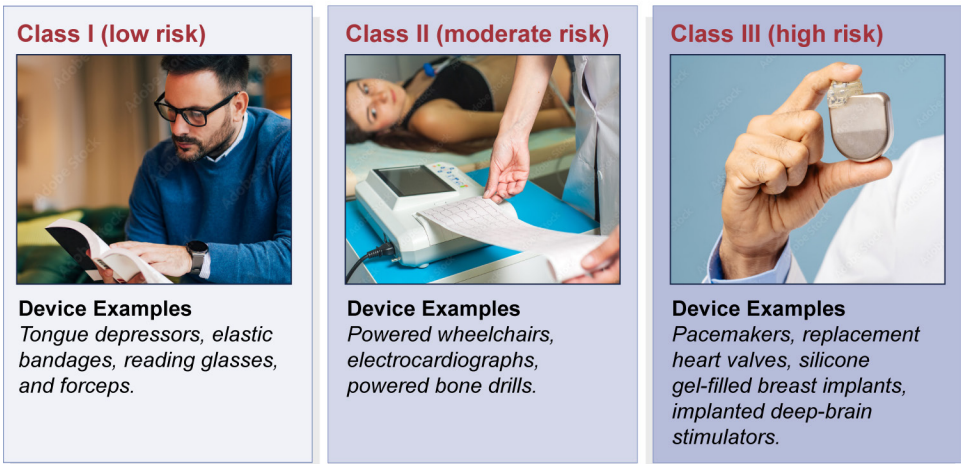 Class I (low risk)
Device Examples
Tongue depressors, elastic
bandages, reading glasses,
and forceps.
Class II (moderate risk)
Device Examples
Powered wheelchairs,
electrocardiographs,
powered bone drills.
Class III (high risk)
Device Examples
Pacemakers, replacement
heart valves, silicone
gel-filled breast implants,
implanted deep-brain
stimulators.